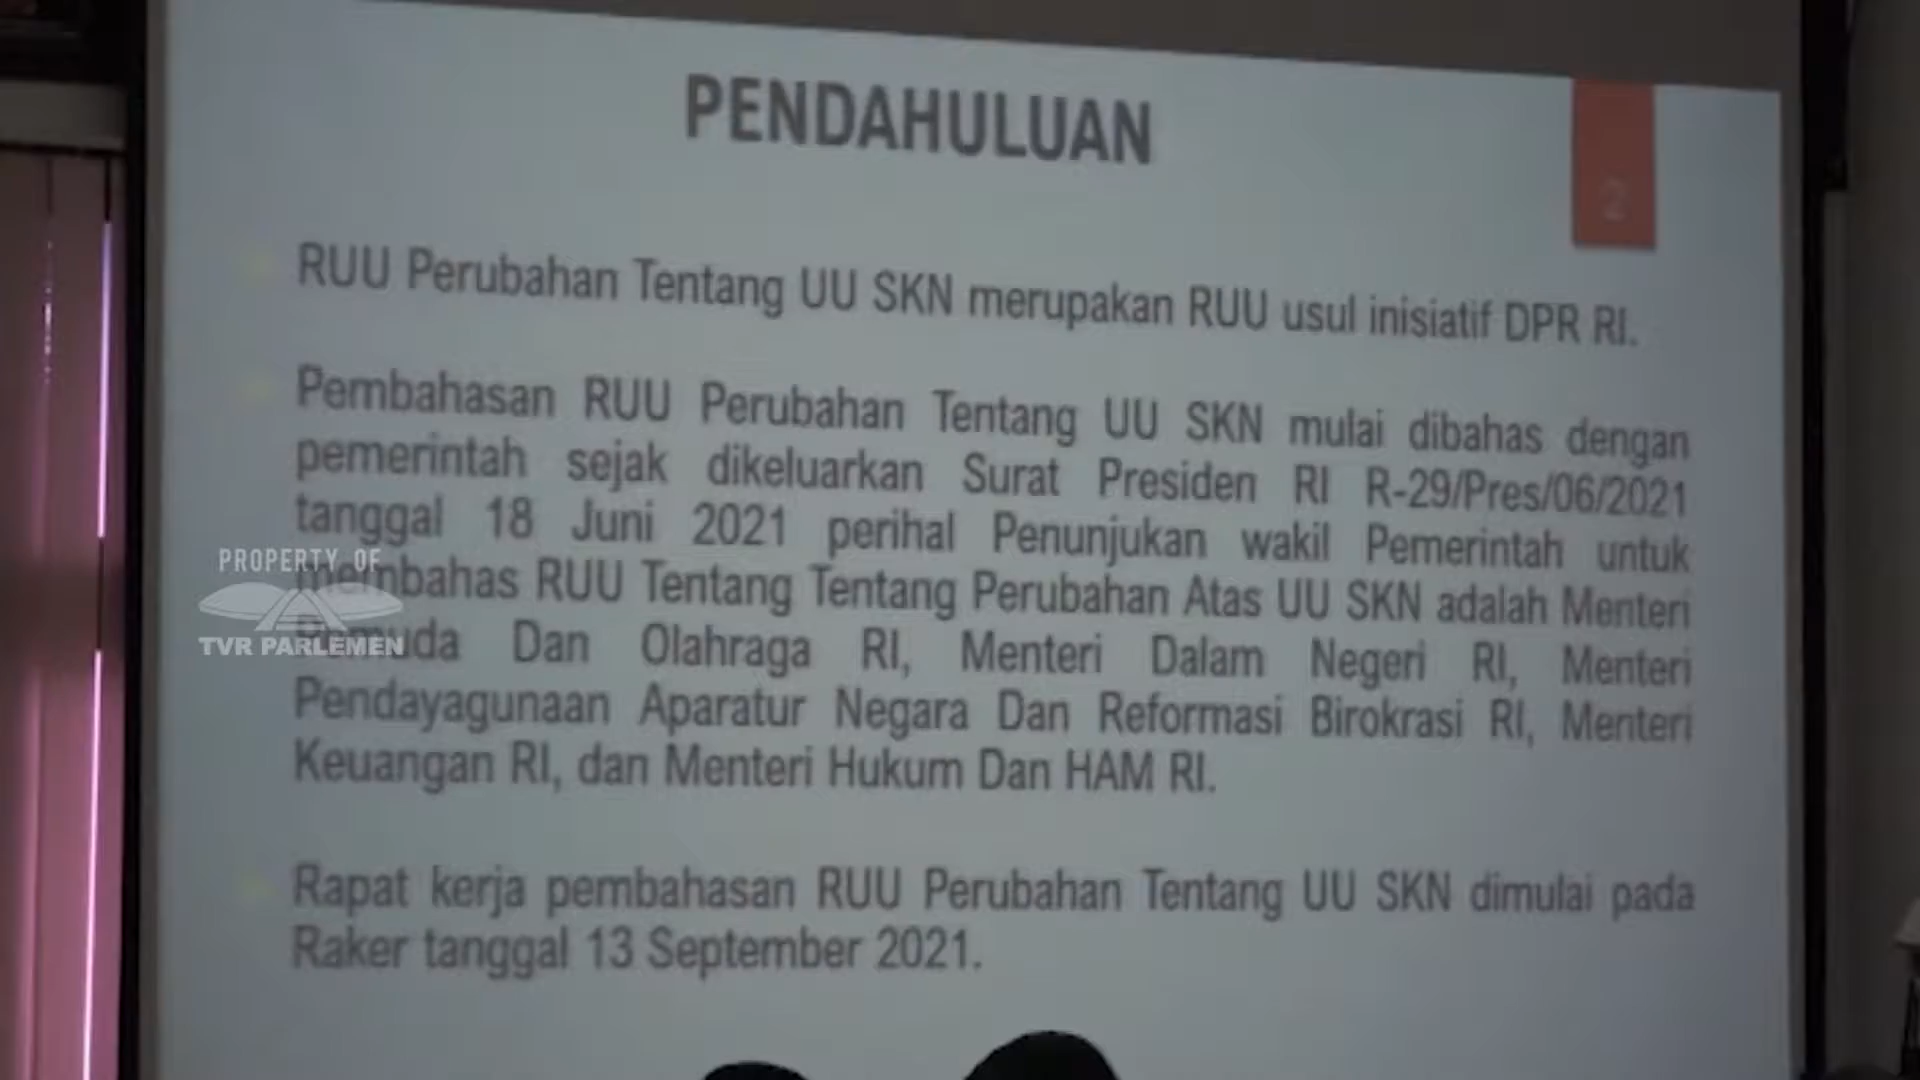 PENDAHULUAN
2
RUU Perubahan Tentang UU SKN merupakan RUU usul inisiatif DPR RI.
Pembahasan RUU Perubahan Tentang UU SKN mulai dibahas dengan
pemerintah sejak dikeluarkan Surat Presiden RI R-29/Pres/06/2021
tanggal 18 Juni 2021 perihal Penunjukan wakil Pemerintah untuk
membahas RUU Tentang Tentang Perubahan Atas UU SKN adalah Menteri
Pemuda Dan Olahraga RI, Menteri Dalam Negeri RI, Menteri
Pendayagunaan Aparatur Negara Dan Reformasi Birokrasi RI, Menteri
Keuangan RI, dan Menteri Hukum Dan HAM RI.
Rapat kerja pembahasan RUU Perubahan Tentang UU SKN dimulai pada
Raker tanggal 13 September 2021.
PROPERTY OF
TVR PARLEMEN